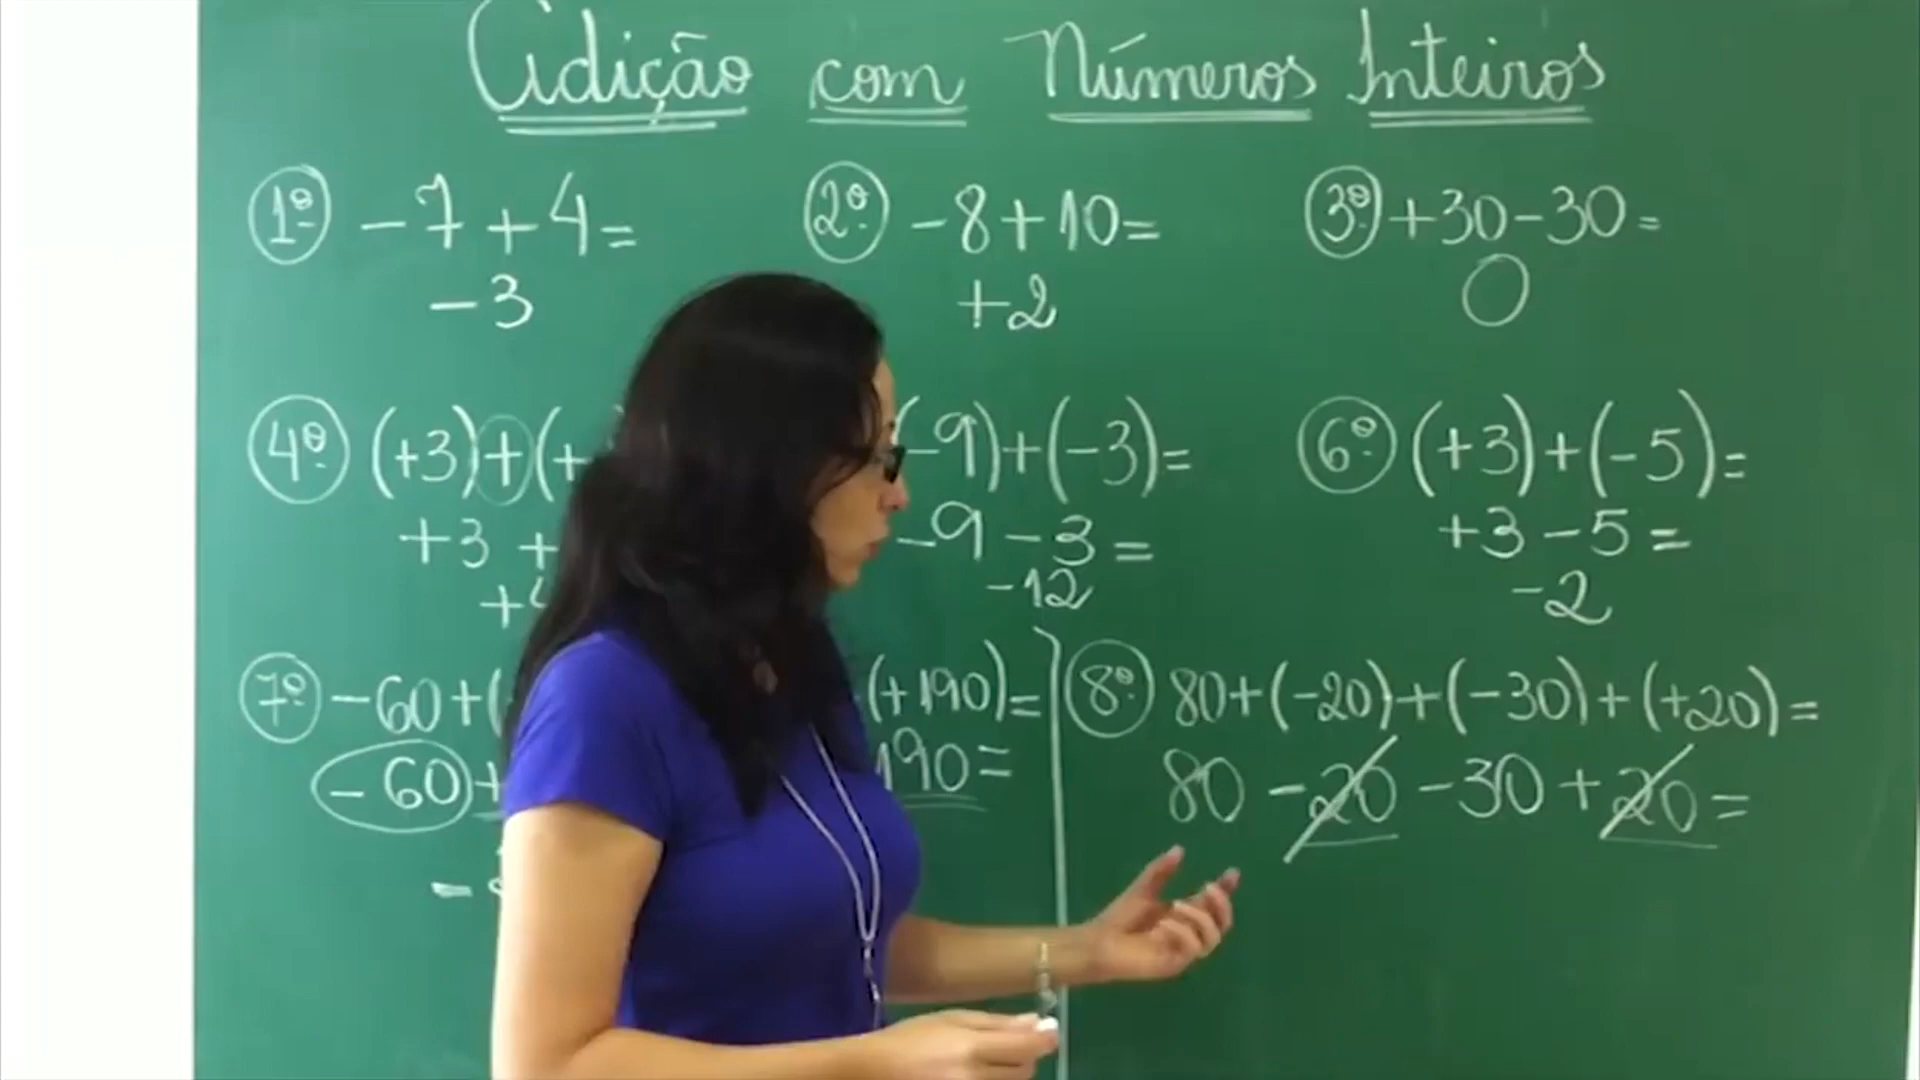 Adição com Números Inteiros
1º - 7 + 4 =
- 3
2º - 8 + 10 =
+ 2
3º + 30 - 30 =
0
4º (+3) + (+
+3 +
+4
-9) + (-3) =
-9 - 3 =
-12
6º (+3) + (-5) =
+3 - 5 =
-2
7º -60 + ( (+190) =
-60 + 190 =
-
8º 80 + (-20) + (-30) + (+20) =
80 - 20 - 30 + 20 =